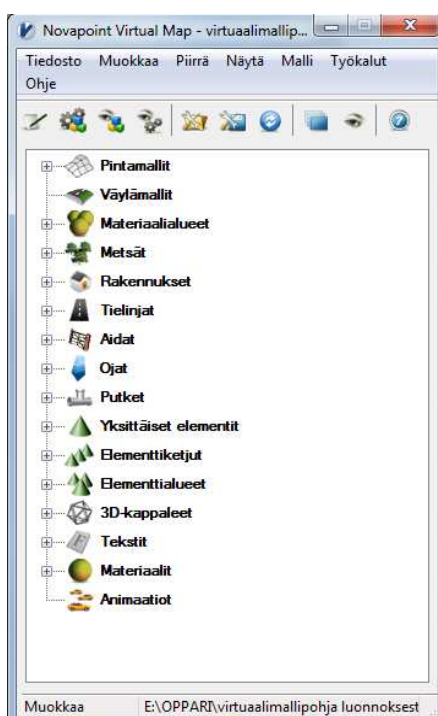 Novapoint Virtual Map - virtuaalimallip...
Tiedosto Muokkaa Piirrä Näytä Malli Työkalut
Ohje
Pintamallit
Väylämallit
Materiaalialueet
Metsät
Rakennukset
Tielinjat
Aidat
Ojat
Putket
Yksittäiset elementit
Elementtiketjut
Elementtialueet
3D-kappaleet
Tekstit
Materiaalit
Animaatiot
Muokkaa E:\OPPARI\virtuaalimallipohja luonnoksest